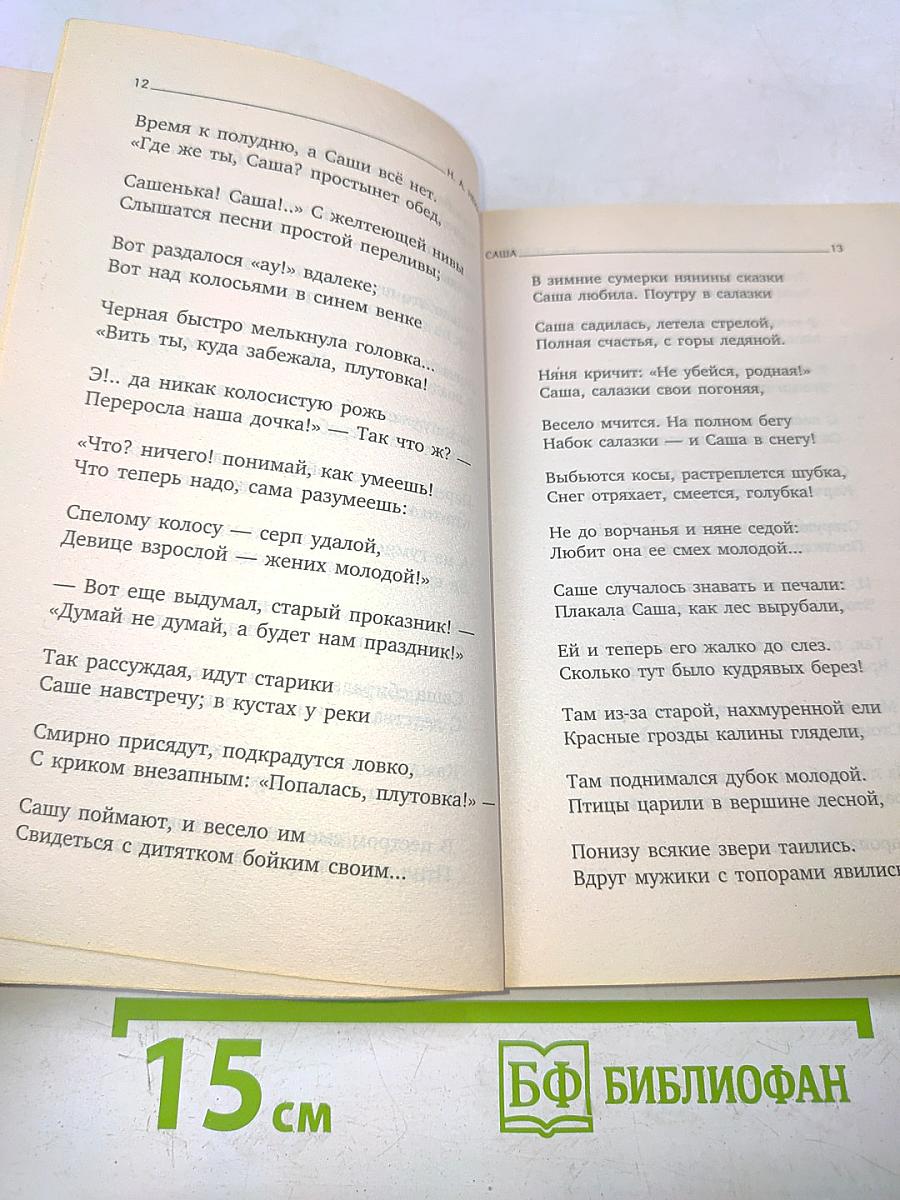 12
Н. А.
Время к полудню, а Саши всё нет.
«Где же ты, Саша? простынет обед,
Сашенька! Саша!..» С желтеющей нивы
Слышатся песни простой переливы;
Вот раздалося «ау!» вдалеке;
Вот над колосьями в синем венке
Черная быстро мелькнула головка...
«Вить ты, куда забежала, плутовка!
Э!.. да никак колосистую рожь
Переросла наша дочка!» — Так что ж? —
«Что? ничего! понимай, как умеешь!
Что теперь надо, сама разумеешь:
Спелому колосу — серп удалой,
Девице взрослой — жених молодой!»
— Вот еще выдумал, старый проказник! —
«Думай не думай, а будет нам праздник!»
Так рассуждая, идут старики
Саше навстречу; в кустах у реки
Смирно присядут, подкрадутся ловко,
С криком внезапным: «Попалась, плутовка!» —
Сашу поймают, и весело им
Свидеться с дитятком бойким своим...
САША 13
В зимние сумерки нянины сказки
Саша любила. Поутру в салазки
Саша садилась, летела стрелой,
Полная счастья, с горы ледяной.
Няня кричит: «Не убейся, родная!»
Саша, салазки свои погоняя,
Весело мчится. На полном бегу
Набок салазки — и Саша в снегу!
Выбьются косы, растреплется шубка,
Снег отряхает, смеется, голубка!
Не до ворчанья и няне седой:
Любит она ее смех молодой...
Саше случалось знавать и печали:
Плакала Саша, как лес вырубали,
Ей и теперь его жалко до слез.
Сколько тут было кудрявых берез!
Там из-за старой, нахмуренной ели
Красные грозды калины глядели,
Там поднимался дубок молодой.
Птицы царили в вершине лесной,
Понизу всякие звери таились.
Вдруг мужики с топорами явились
15 см
БФ БИБЛИОФАН